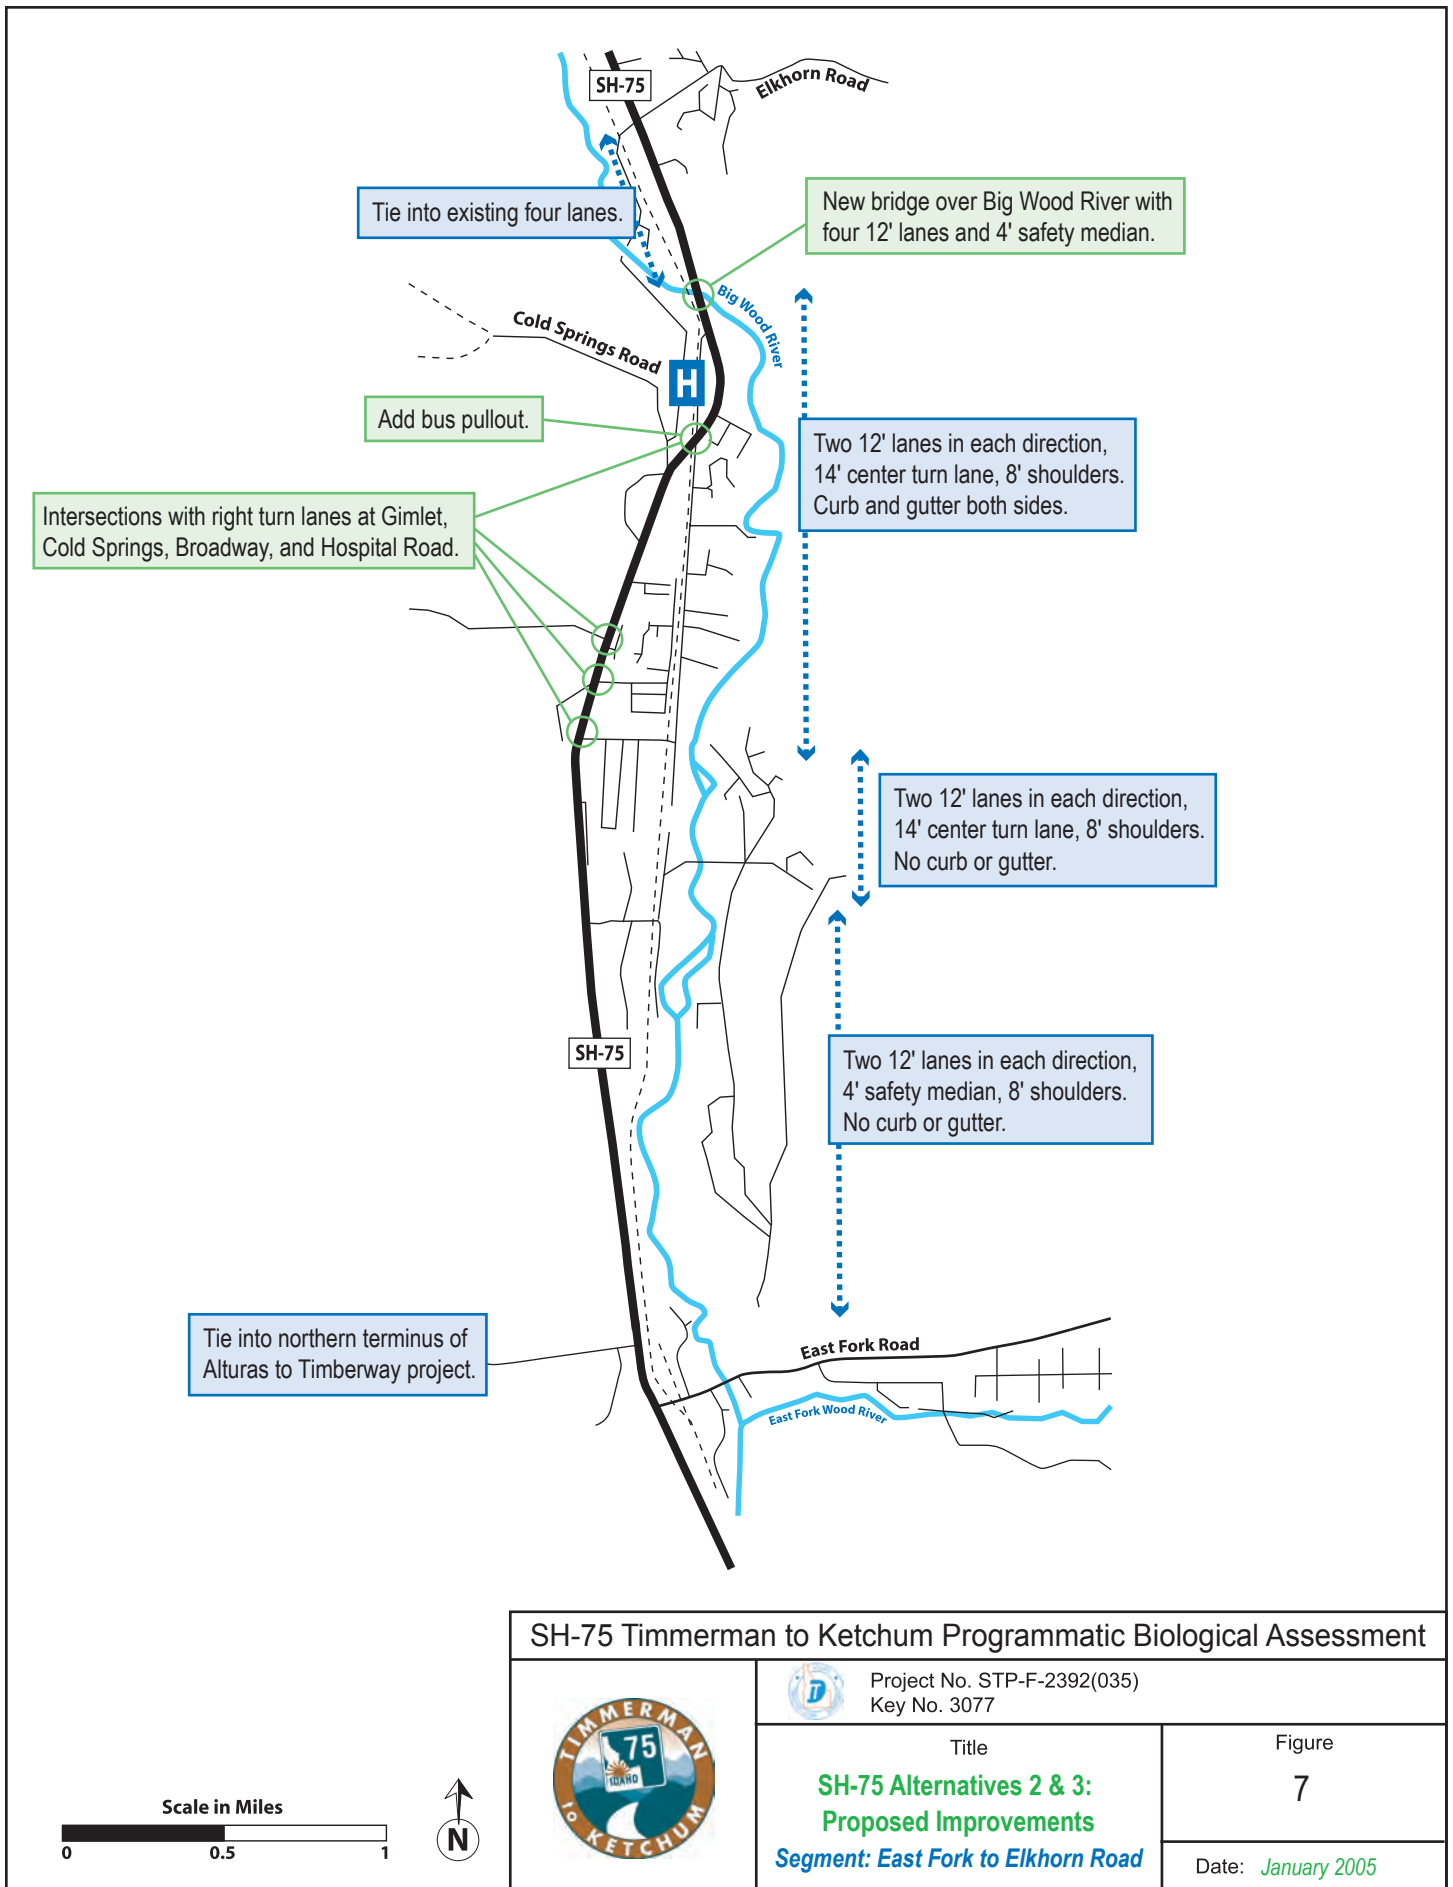 SH-75
Elkhorn Road
Tie into existing four lanes.
New bridge over Big Wood River with
four 12' lanes and 4' safety median.
Big Wood River
Cold Springs Road
H
Add bus pullout.
Two 12' lanes in each direction,
14' center turn lane, 8' shoulders.
Curb and gutter both sides.
Intersections with right turn lanes at Gimlet,
Cold Springs, Broadway, and Hospital Road.
Two 12' lanes in each direction,
14' center turn lane, 8' shoulders.
No curb or gutter.
SH-75
Two 12' lanes in each direction,
4' safety median, 8' shoulders.
No curb or gutter.
Tie into northern terminus of
Alturas to Timberway project.
East Fork Road
East Fork Wood River
SH-75 Timmerman to Ketchum Programmatic Biological Assessment
Project No. STP-F-2392(035)
Key No. 3077
TIMMERMAN
75
IDAHO
to KETCHUM
Title
SH-75 Alternatives 2 & 3:
Proposed Improvements
Segment: East Fork to Elkhorn Road
Figure
7
Date: January 2005
Scale in Miles
0 0.5 1
N